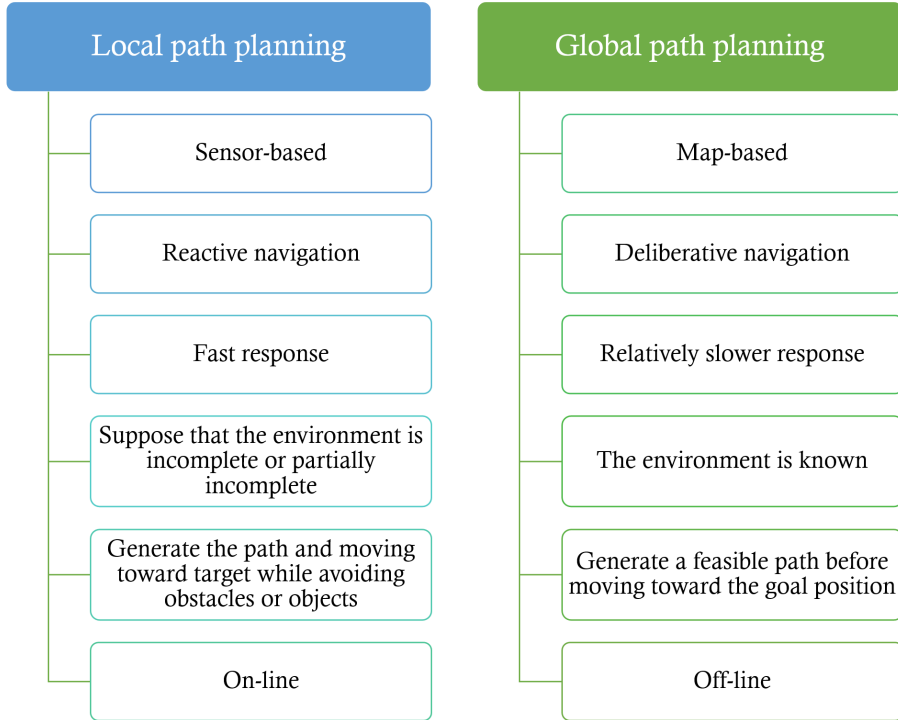 Local path planning
Sensor-based
Reactive navigation
Fast response
Suppose that the environment is
incomplete or partially
incomplete
Generate the path and moving
toward target while avoiding
obstacles or objects
On-line
Global path planning
Map-based
Deliberative navigation
Relatively slower response
The environment is known
Generate a feasible path before
moving toward the goal position
Off-line